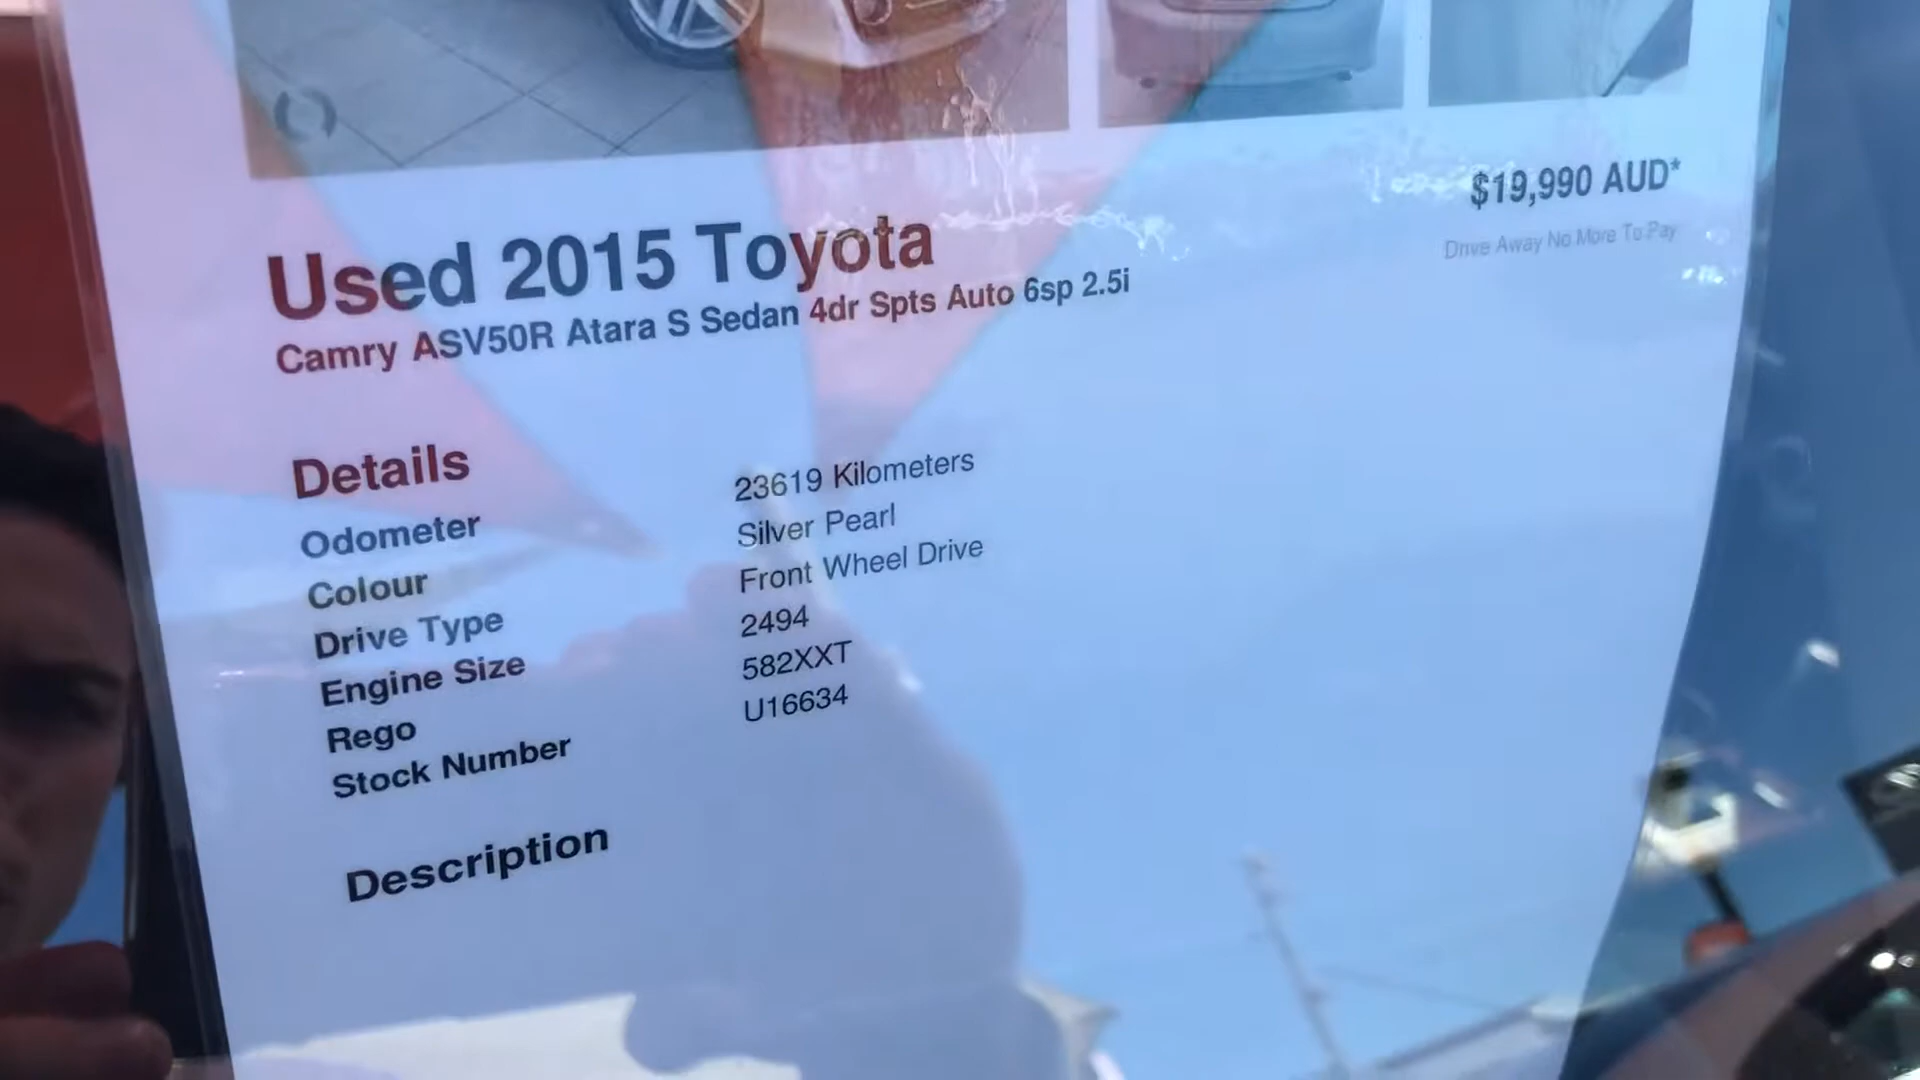 $19,990 AUD*
Drive Away No More To Pay
Used 2015 Toyota
Camry ASV50R Atara S Sedan 4dr Spts Auto 6sp 2.5i
Details
Odometer 23619 Kilometers
Colour Silver Pearl
Drive Type Front Wheel Drive
Engine Size 2494
Rego 582XXT
Stock Number U16634
Description